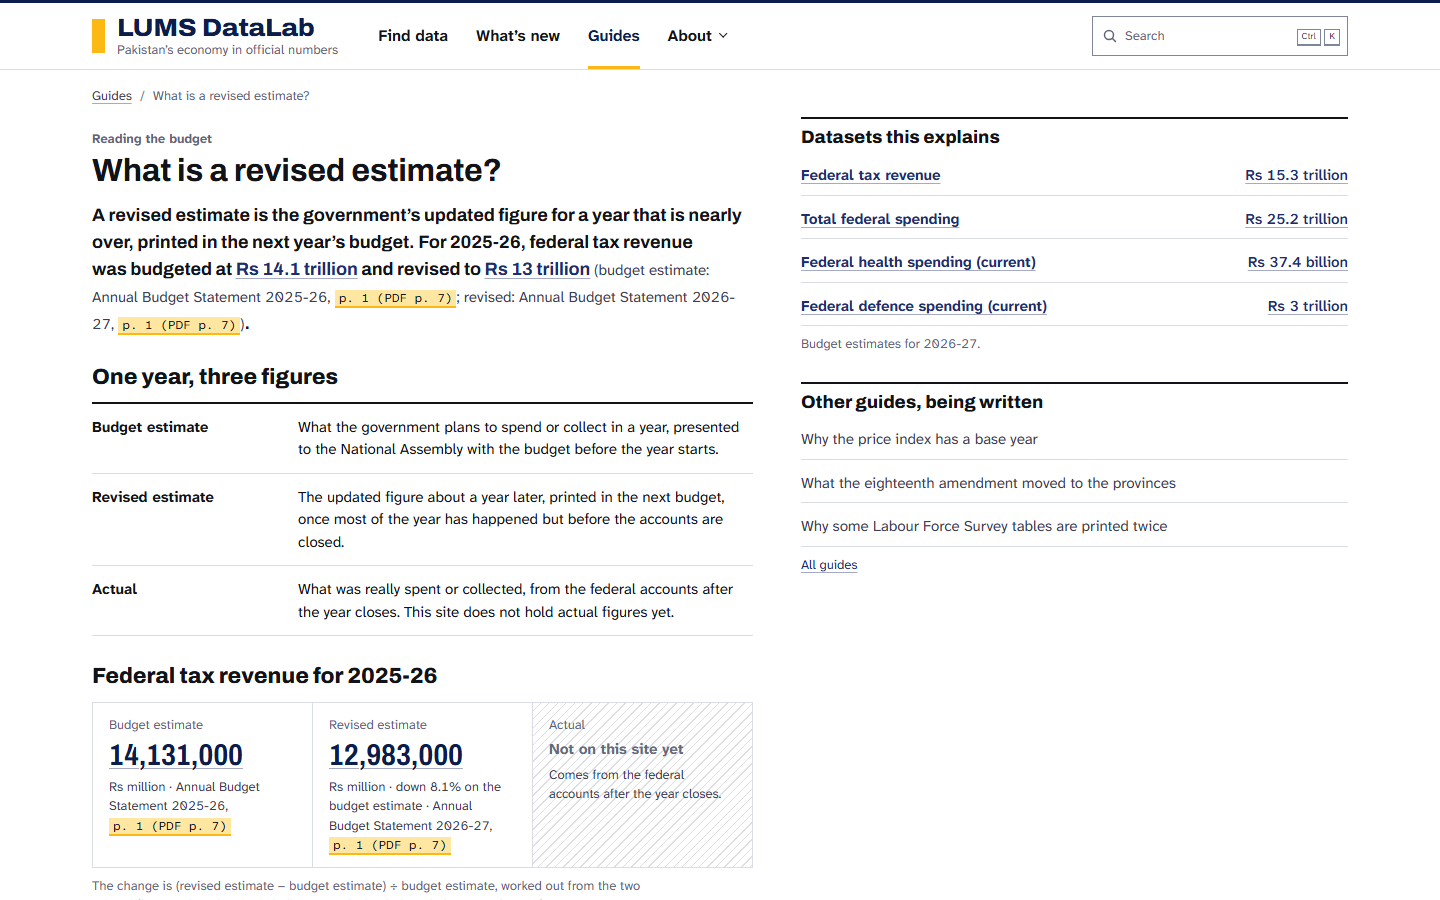 LUMS DataLab
Pakistan's economy in official numbers
Find data
What's new
Guides
About
Search
Ctrl K
Guides / What is a revised estimate?
Reading the budget
What is a revised estimate?
A revised estimate is the government's updated figure for a year that is nearly
over, printed in the next year's budget. For 2025-26, federal tax revenue
was budgeted at Rs 14.1 trillion and revised to Rs 13 trillion (budget estimate:
Annual Budget Statement 2025-26, p. 1 (PDF p. 7); revised: Annual Budget Statement 2026-
27, p. 1 (PDF p. 7)).
One year, three figures
Budget estimate
What the government plans to spend or collect in a year, presented
to the National Assembly with the budget before the year starts.
Revised estimate
The updated figure about a year later, printed in the next budget,
once most of the year has happened but before the accounts are
closed.
Actual
What was really spent or collected, from the federal accounts after
the year closes. This site does not hold actual figures yet.
Federal tax revenue for 2025-26
Budget estimate
14,131,000
Rs million · Annual Budget
Statement 2025-26,
p. 1 (PDF p. 7)
Revised estimate
12,983,000
Rs million · down 8.1% on the
budget estimate · Annual
Budget Statement 2026-27,
p. 1 (PDF p. 7)
Actual
Not on this site yet
Comes from the federal
accounts after the year closes.
The change is (revised estimate − budget estimate) ÷ budget estimate, worked out from the two
Datasets this explains
Federal tax revenue Rs 15.3 trillion
Total federal spending Rs 25.2 trillion
Federal health spending (current) Rs 37.4 billion
Federal defence spending (current) Rs 3 trillion
Budget estimates for 2026-27.
Other guides, being written
Why the price index has a base year
What the eighteenth amendment moved to the provinces
Why some Labour Force Survey tables are printed twice
All guides